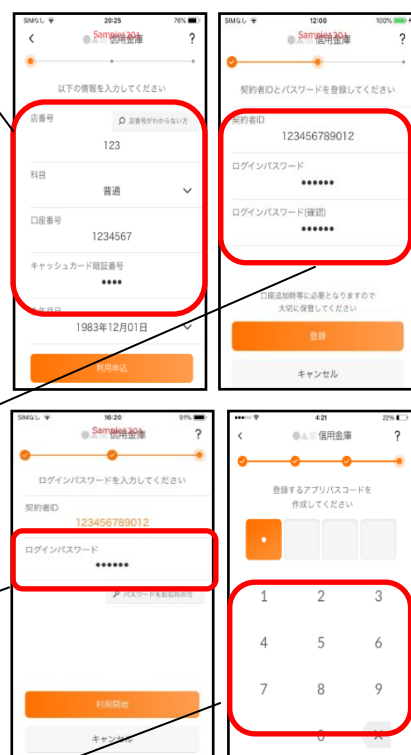 SIMなし 20:25 76%
Sample1201
信用金庫
?
以下の情報を入力してください
店番号
店番号がわからない方
123
科目
普通
口座番号
1234567
キャッシュカード暗証番号
••••
1983年12月01日
利用申込
SIMなし 12:00 100%
Sample1201
信用金庫
?
契約者IDとパスワードを登録してください
契約者ID
123456789012
ログインパスワード
••••••
ログインパスワード(確認)
••••••
口座追加時等に必要となりますので
大切に保管してください
登録
キャンセル
SIMなし 16:20 91%
Sample1201
信用金庫
?
ログインパスワードを入力してください
契約者ID
123456789012
ログインパスワード
••••••
パスワードをお忘れの方
利用開始
キャンセル
4:21 22%
信用金庫
?
登録するアプリパスコードを
作成してください
1 2 3
4 5 6
7 8 9
0